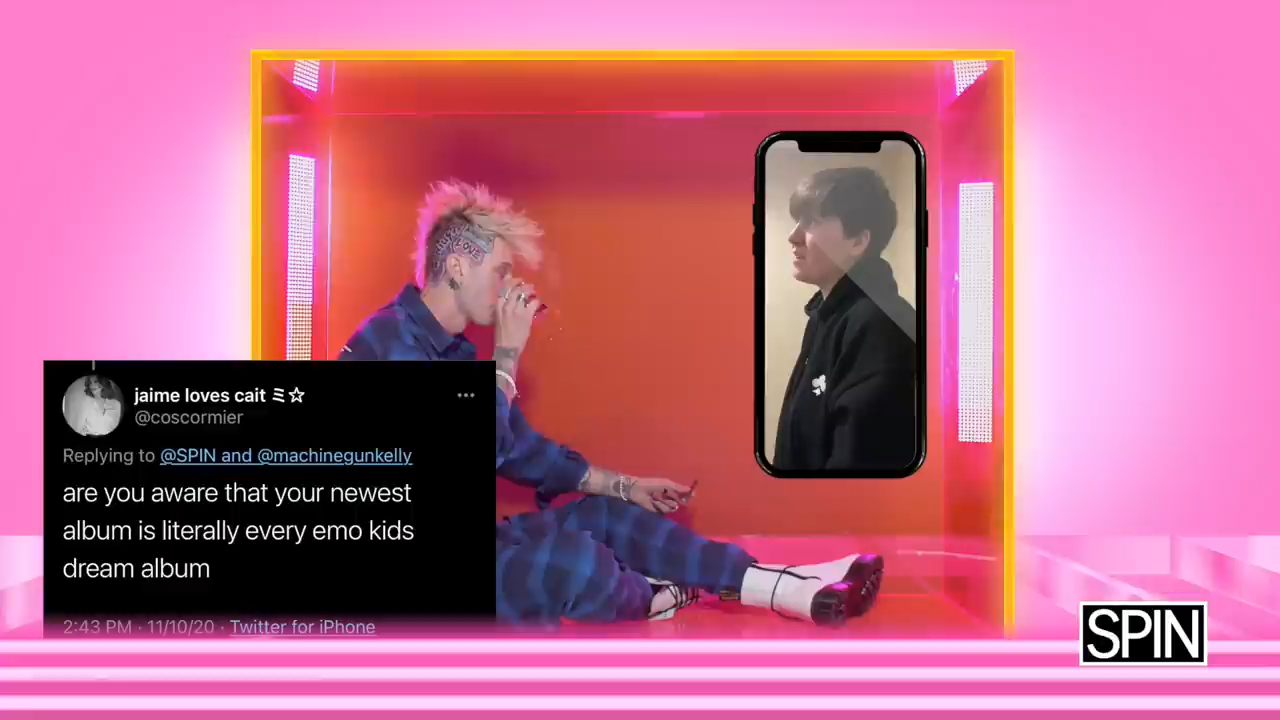 jaime loves cait ミ☆
@coscormier
Replying to @SPIN and @machinegunkelly
are you aware that your newest
album is literally every emo kids
dream album
2:43 PM · 11/10/20 · Twitter for iPhone
SPIN